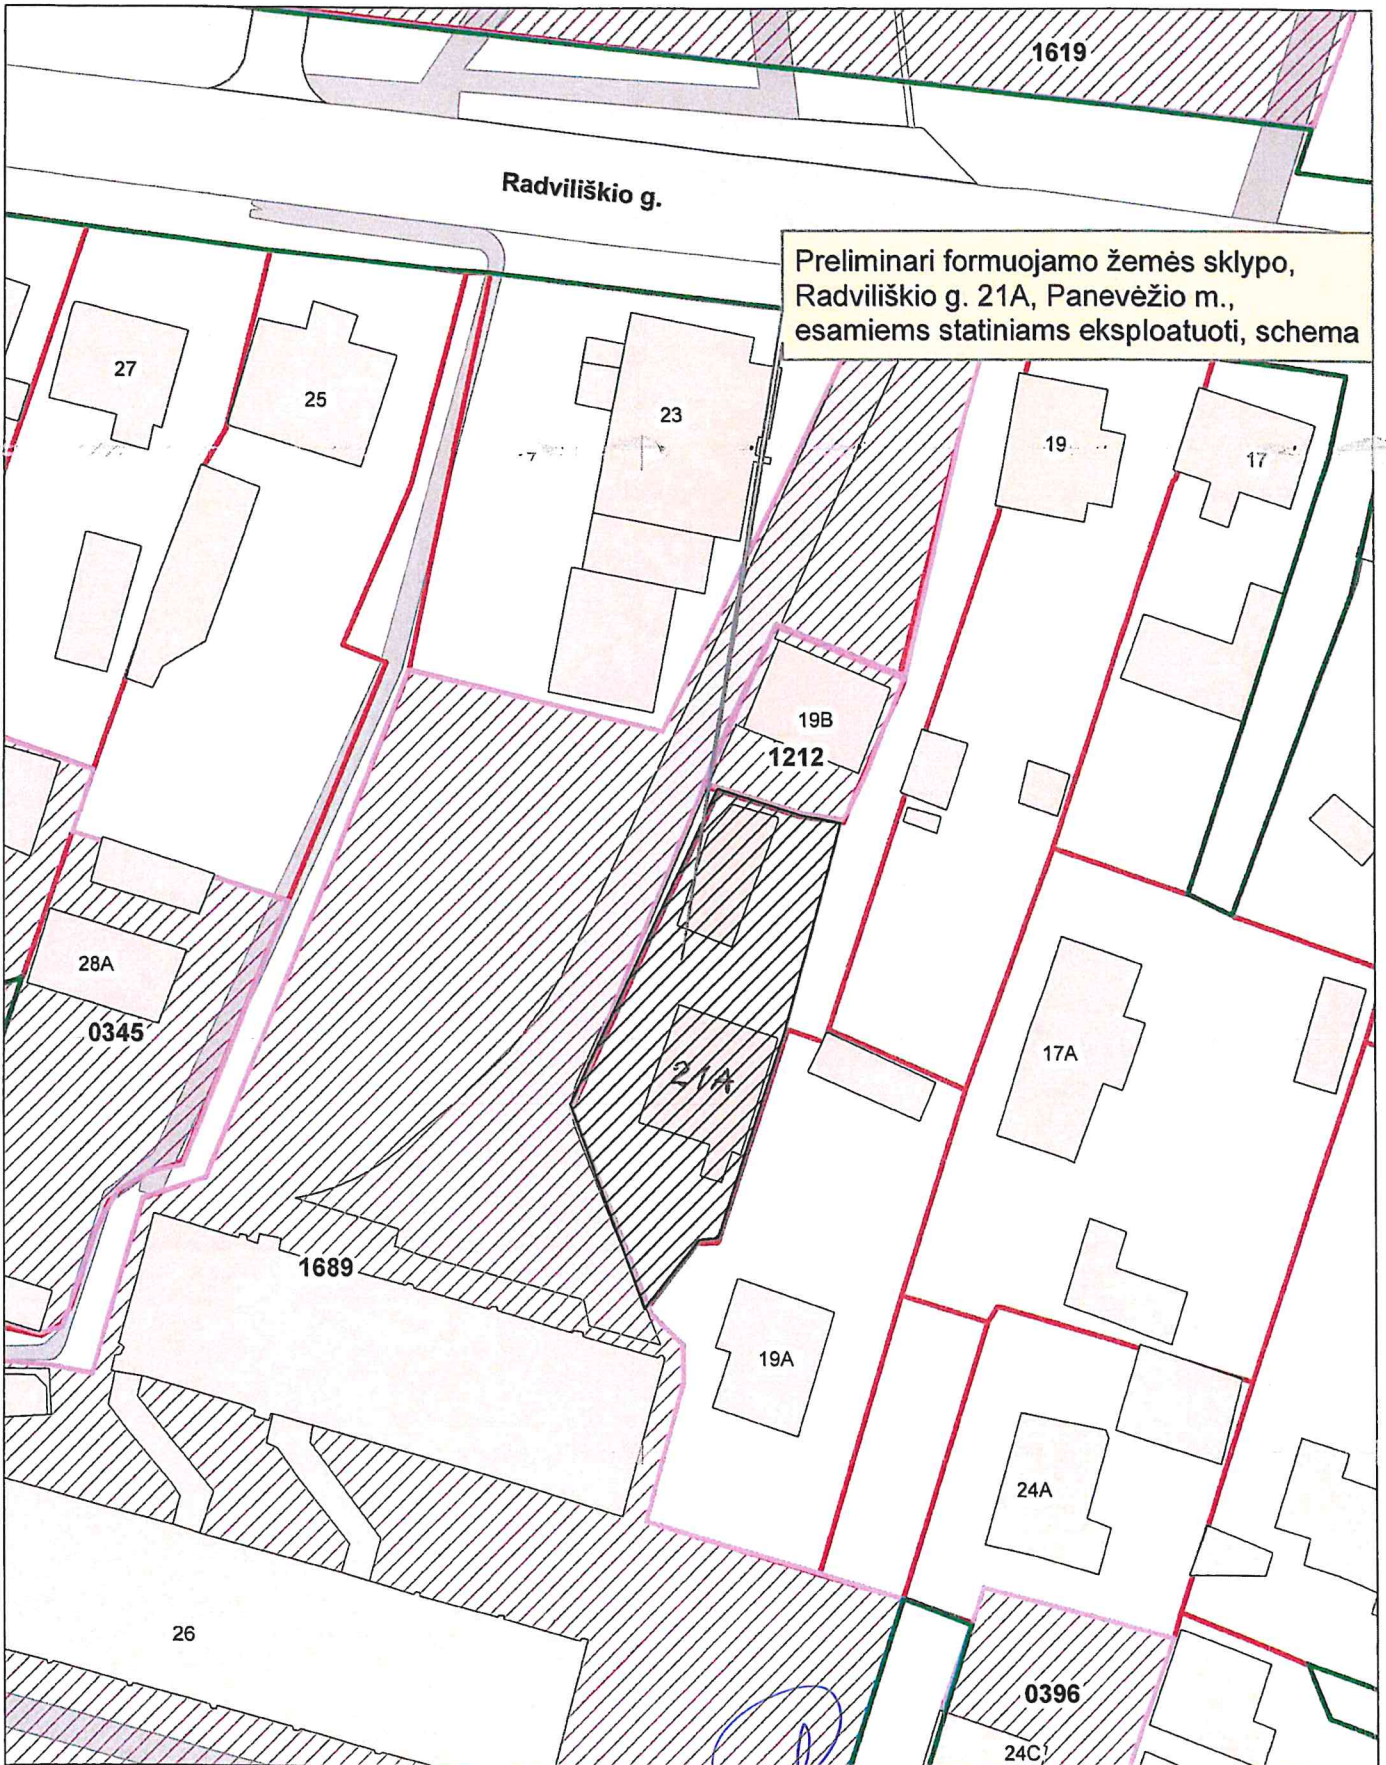 1619
Radviliškio g.
Preliminari formuojamo žemės sklypo,
Radviliškio g. 21A, Panevėžio m.,
esamiems statiniams eksploatuoti, schema
27
25
23
19
17
19B
1212
28A
0345
21A
17A
1689
19A
24A
26
0396
24C